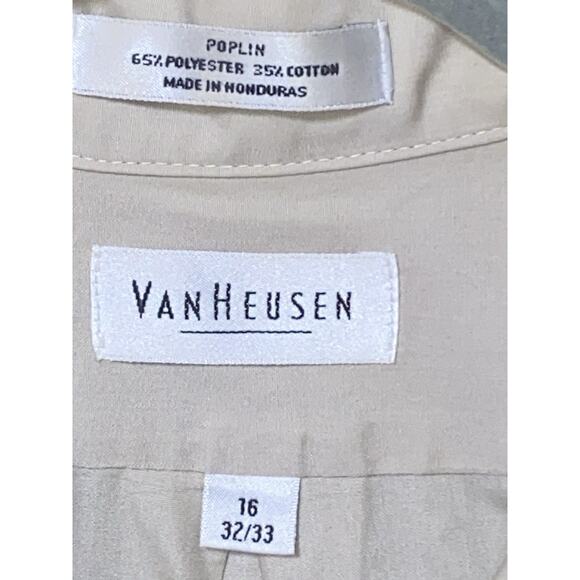 POPLIN
65% POLYESTER 35% COTTON
MADE IN HONDURAS
VANHEUSEN
16
32/33